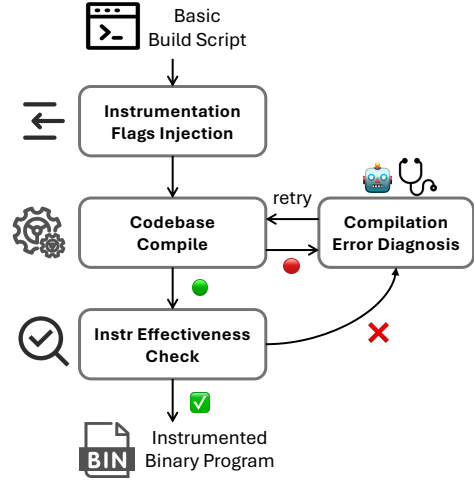 Basic
Build Script
Instrumentation
Flags Injection
Codebase
Compile
retry
Compilation
Error Diagnosis
Instr Effectiveness
Check
BIN
Instrumented
Binary Program